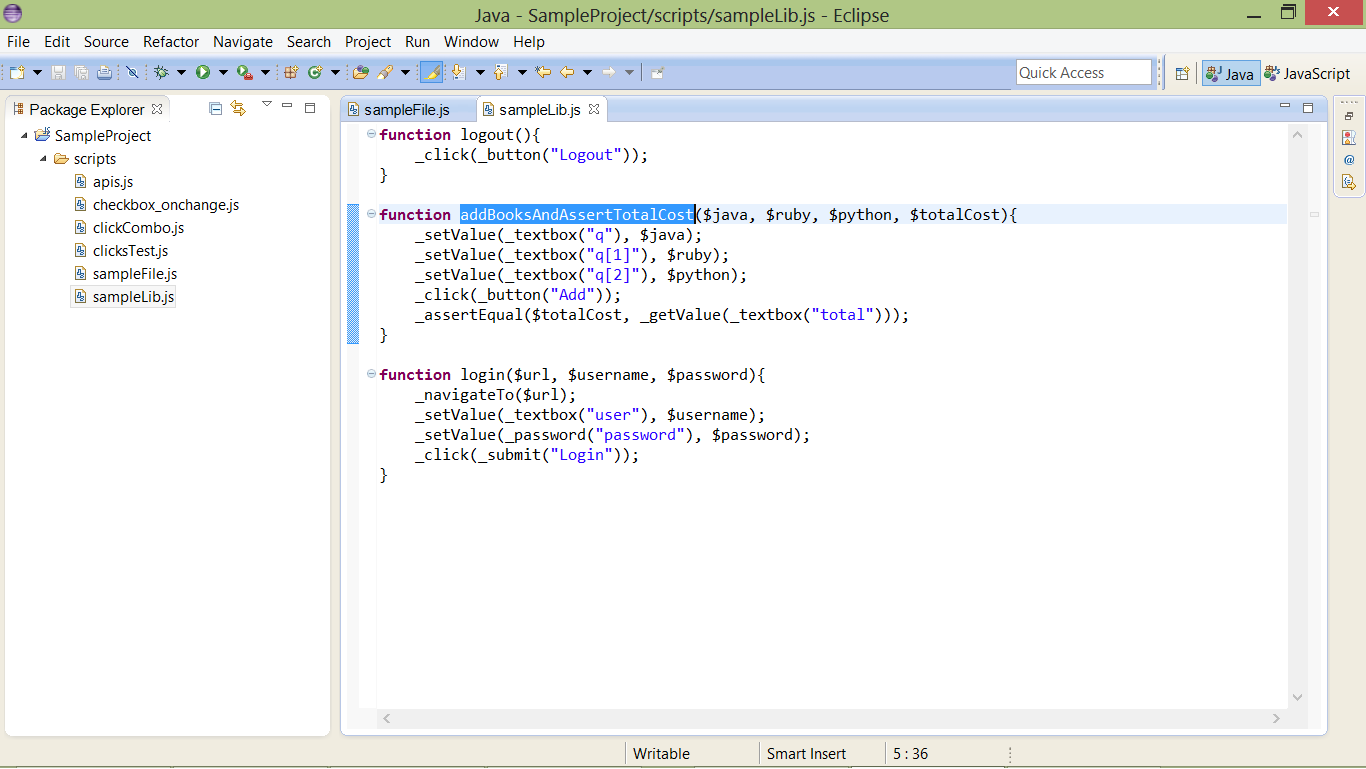 Java - SampleProject/scripts/sampleLib.js - Eclipse
File Edit Source Refactor Navigate Search Project Run Window Help
Quick Access
Java
JavaScript
Package Explorer
SampleProject
scripts
apis.js
checkbox_onchange.js
clickCombo.js
clicksTest.js
sampleFile.js
sampleLib.js
sampleFile.js
sampleLib.js
function logout(){
    _click(_button("Logout"));
}
function addBooksAndAssertTotalCost($java, $ruby, $python, $totalCost){
    _setValue(_textbox("q"), $java);
    _setValue(_textbox("q[1]"), $ruby);
    _setValue(_textbox("q[2]"), $python);
    _click(_button("Add"));
    _assertEqual($totalCost, _getValue(_textbox("total")));
}
function login($url, $username, $password){
    _navigateTo($url);
    _setValue(_textbox("user"), $username);
    _setValue(_password("password"), $password);
    _click(_submit("Login"));
}
Writable
Smart Insert
5 : 36